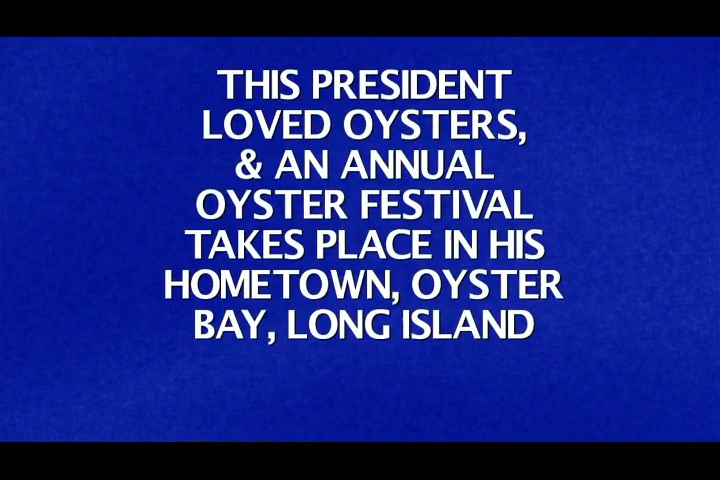 THIS PRESIDENT
LOVED OYSTERS,
& AN ANNUAL
OYSTER FESTIVAL
TAKES PLACE IN HIS
HOMETOWN, OYSTER
BAY, LONG ISLAND